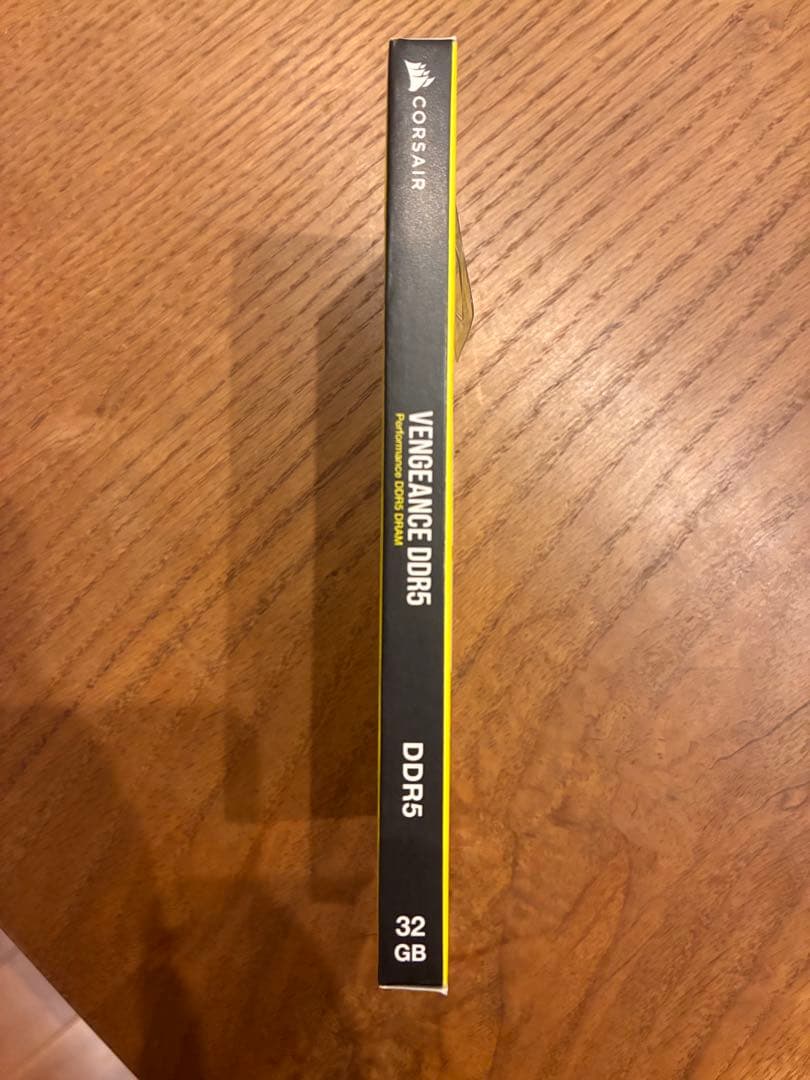 CORSAIR
VENGEANCE DDR5
Performance DDR5 DRAM
DDR5
32
GB